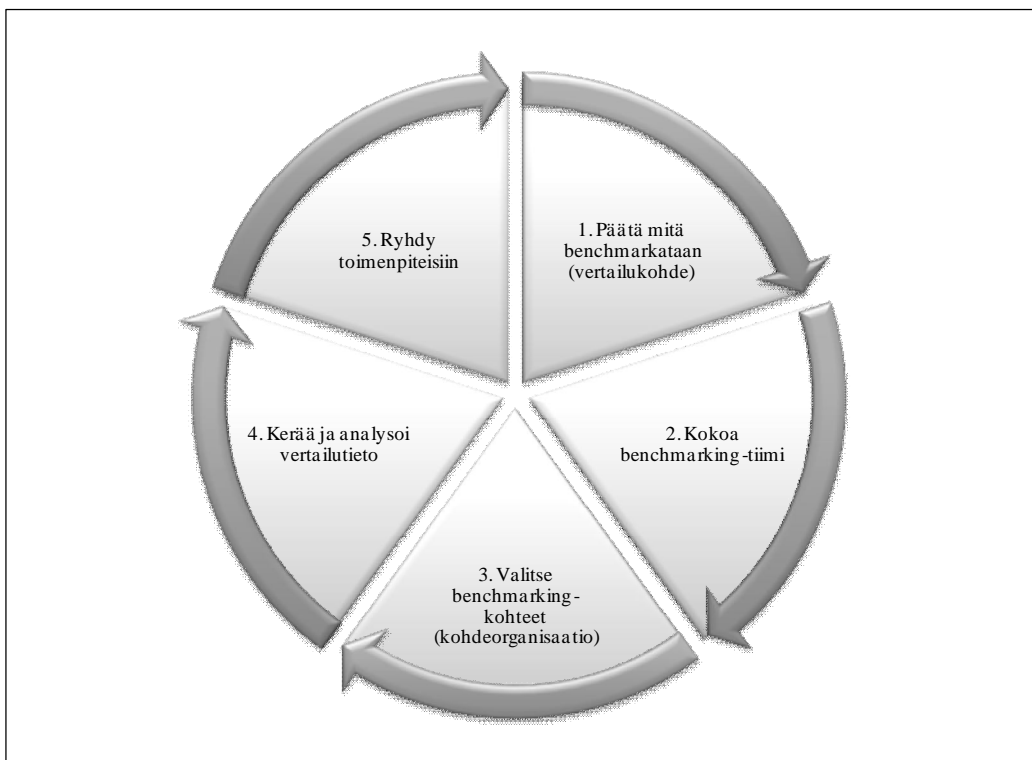 1. Päätä mitä
benchmarkataan
(vertailukohde)
2. Kokoa
benchmarking-tiimi
3. Valitse
benchmarking-
kohteet
(kohdeorganisaatio)
4. Kerää ja analysoi
vertailutieto
5. Ryhdy
toimenpiteisiin